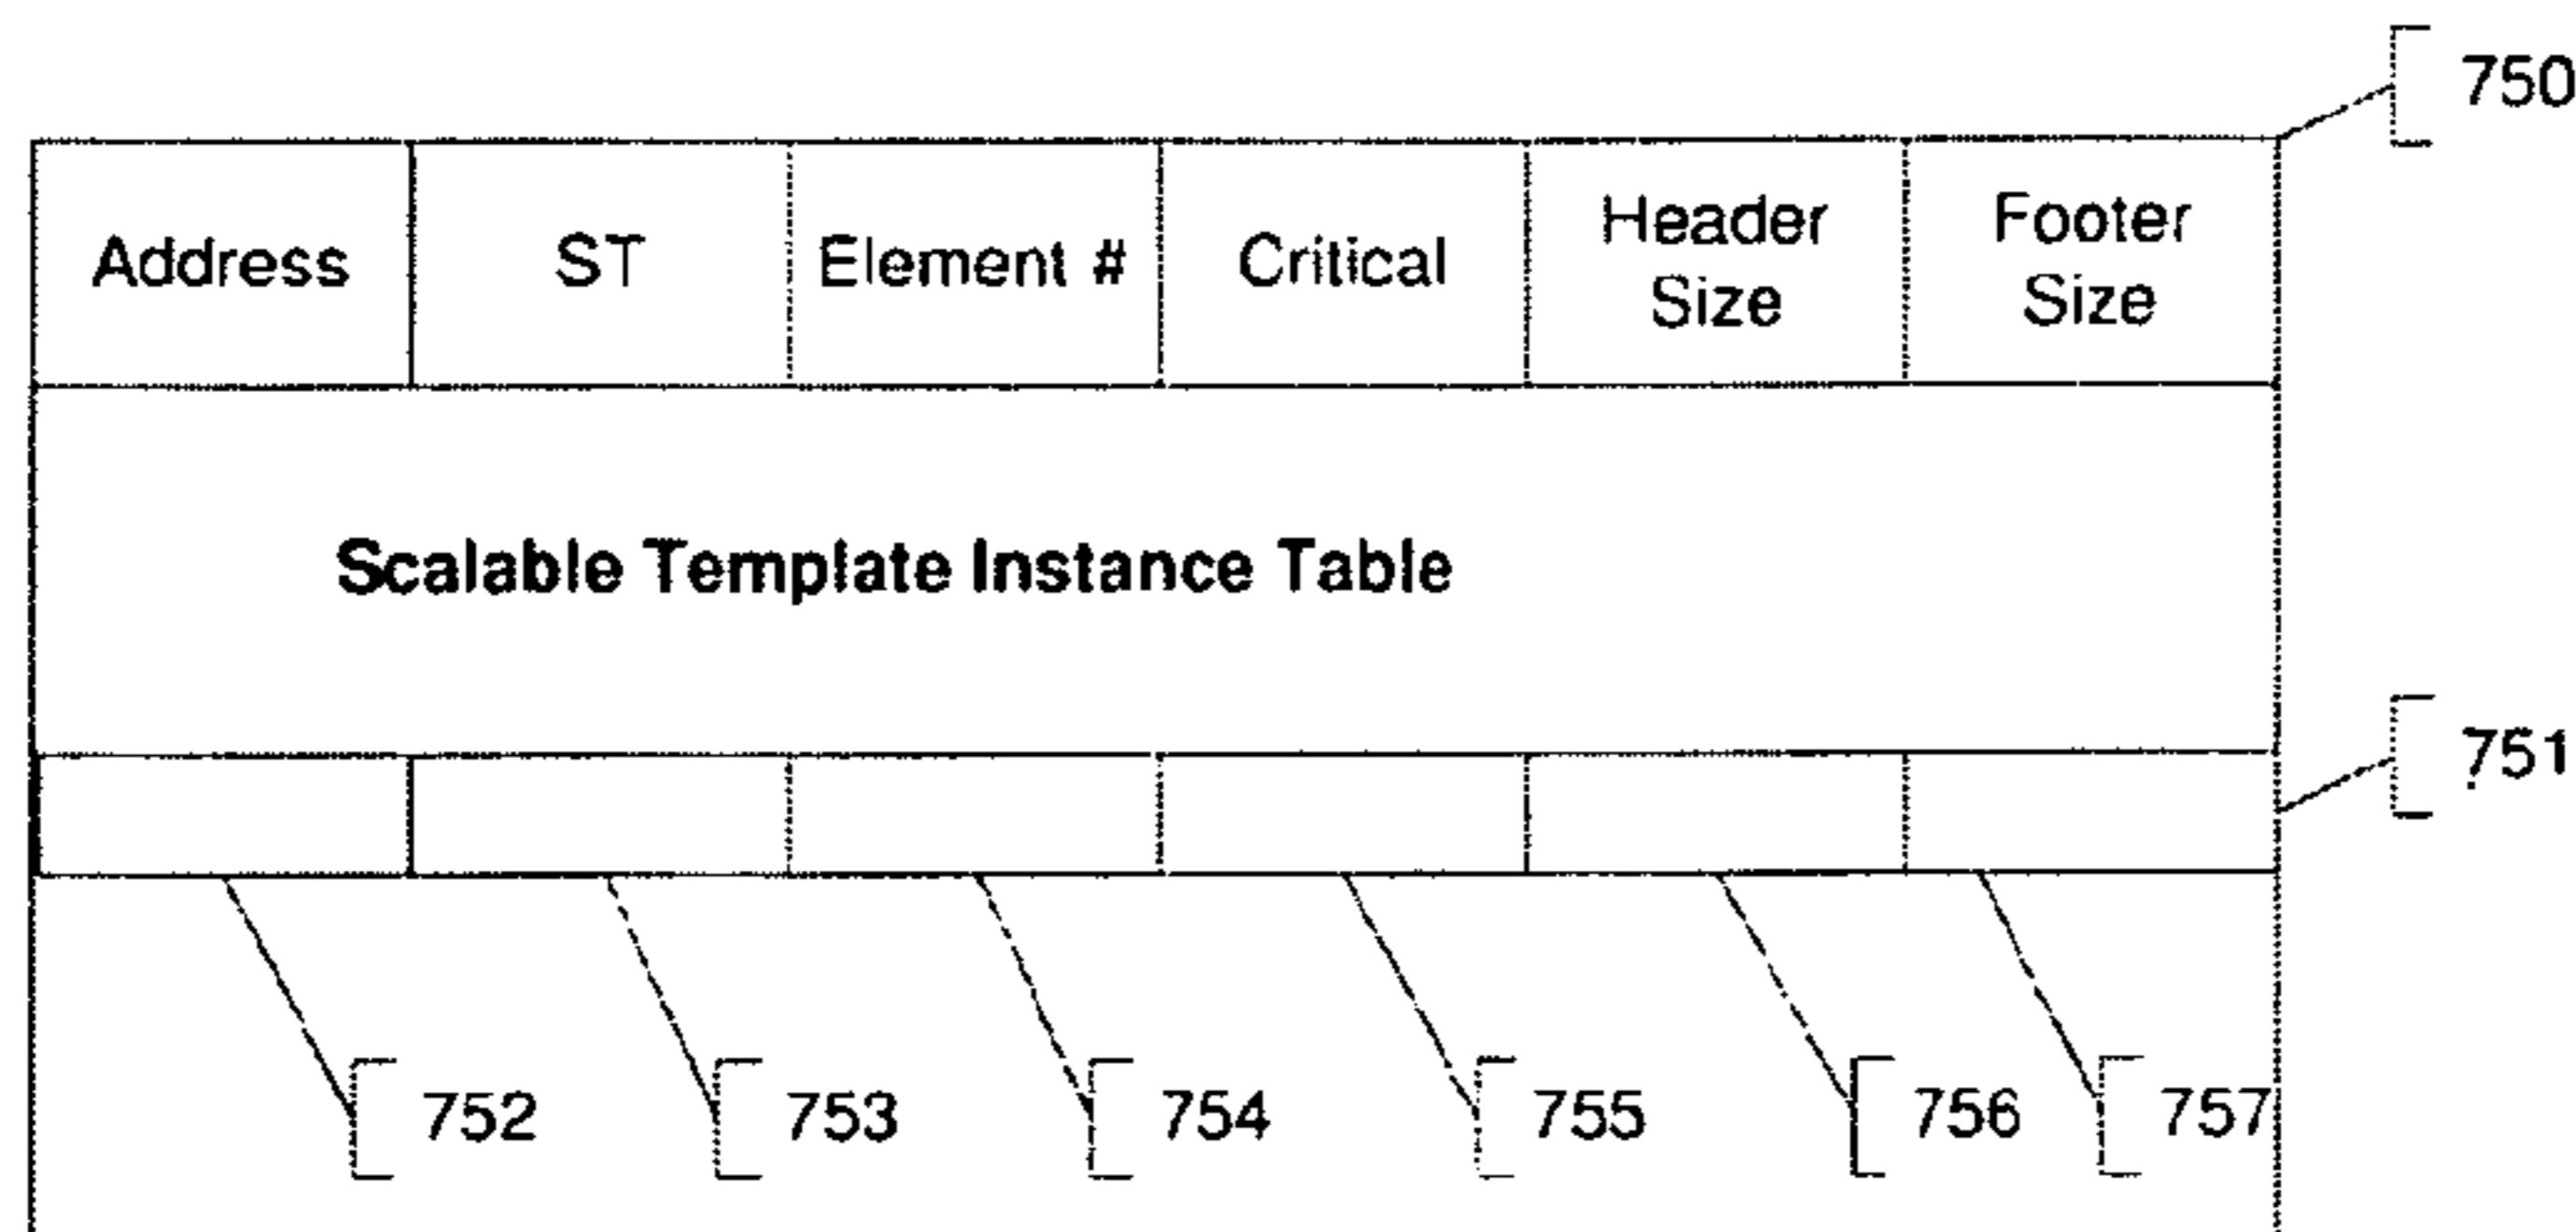 750
Address ST Element # Critical Header Size Footer Size
Scalable Template Instance Table
751
752 753 754 755 756 757